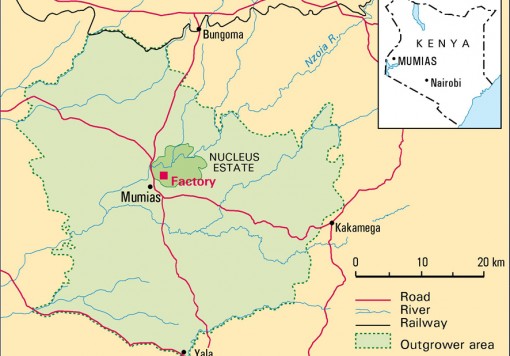 Bungoma
Nzoia R.
KENYA
MUMIAS
Nairobi
NUCLEUS
ESTATE
Factory
Mumias
Kakamega
0 10 20 km
Road
River
Railway
Outgrower area
Yala